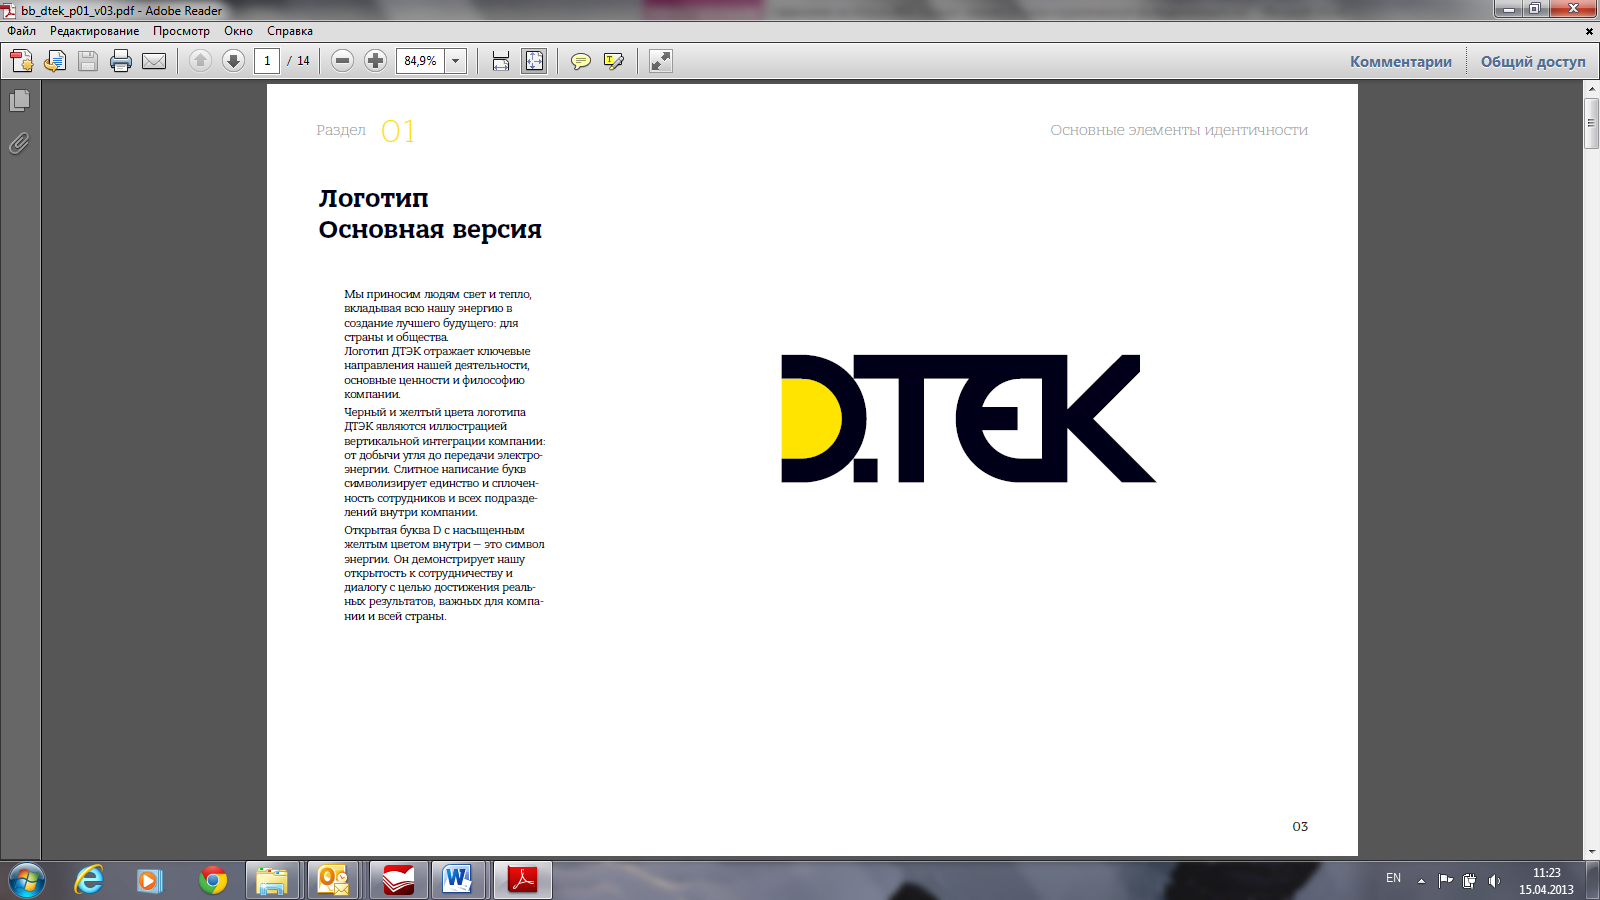 bb_dtek_p01_v03.pdf - Adobe Reader
Файл Редактирование Просмотр Окно Справка
1 / 14 84,9% Комментарии Общий доступ
Раздел 01 Основные элементы идентичности
Логотип
Основная версия
Мы приносим людям свет и тепло,
вкладывая всю нашу энергию в
создание лучшего будущего: для
страны и общества.
Логотип ДТЭК отражает ключевые
направления нашей деятельности,
основные ценности и философию
компании.
Черный и желтый цвета логотипа
ДТЭК являются иллюстрацией
вертикальной интеграции компании:
от добычи угля до передачи электро-
энергии. Слитное написание букв
символизирует единство и сплочен-
ность сотрудников и всех подразде-
лений внутри компании.
Открытая буква D с насыщенным
желтым цветом внутри – это символ
энергии. Он демонстрирует нашу
открытость к сотрудничеству и
диалогу с целью достижения реаль-
ных результатов, важных для компа-
нии и всей страны.
D.TEK
03
EN 11:23
15.04.2013